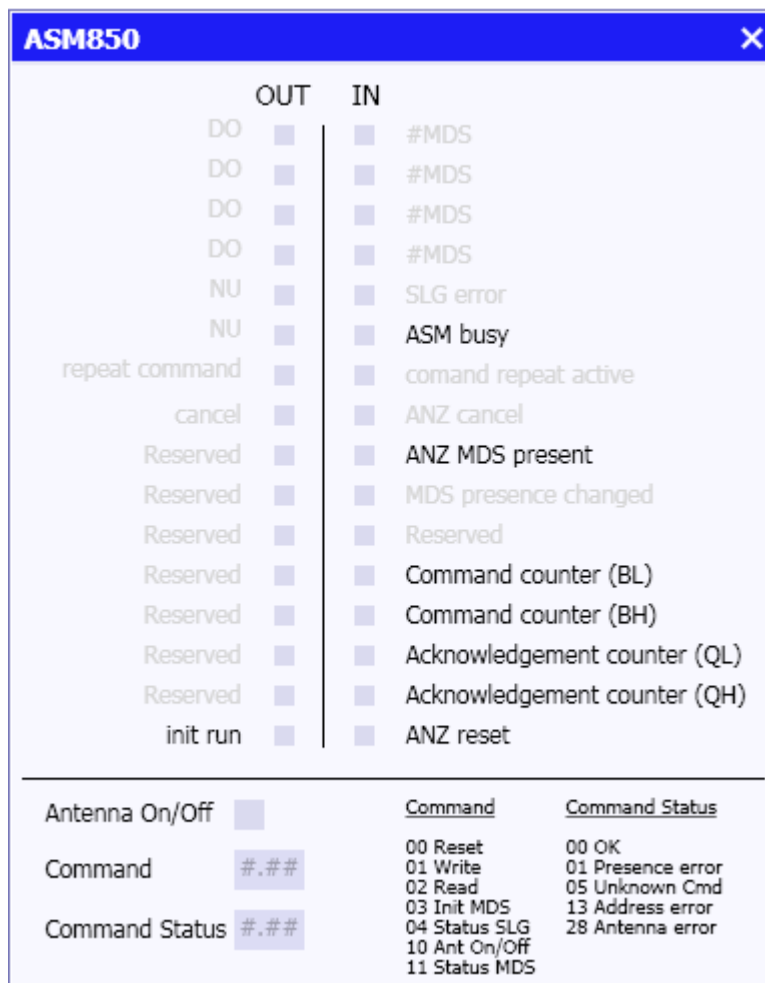 ASM850
OUT IN
DO #MDS
DO #MDS
DO #MDS
DO #MDS
NU SLG error
NU ASM busy
repeat command comand repeat active
cancel ANZ cancel
Reserved ANZ MDS present
Reserved MDS presence changed
Reserved Reserved
Reserved Command counter (BL)
Reserved Command counter (BH)
Reserved Acknowledgement counter (QL)
Reserved Acknowledgement counter (QH)
init run ANZ reset
Antenna On/Off
Command #.##
Command Status #.##
Command
00 Reset
01 Write
02 Read
03 Init MDS
04 Status SLG
10 Ant On/Off
11 Status MDS
Command Status
00 OK
01 Presence error
05 Unknown Cmd
13 Address error
28 Antenna error